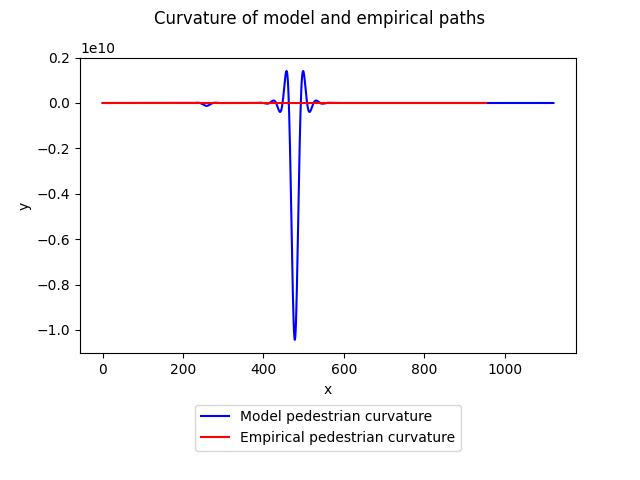 Curvature of model and empirical paths
1e10
0.2
0.0
−0.2
−0.4
−0.6
−0.8
−1.0
y
0 200 400 600 800 1000
x
Model pedestrian curvature
Empirical pedestrian curvature